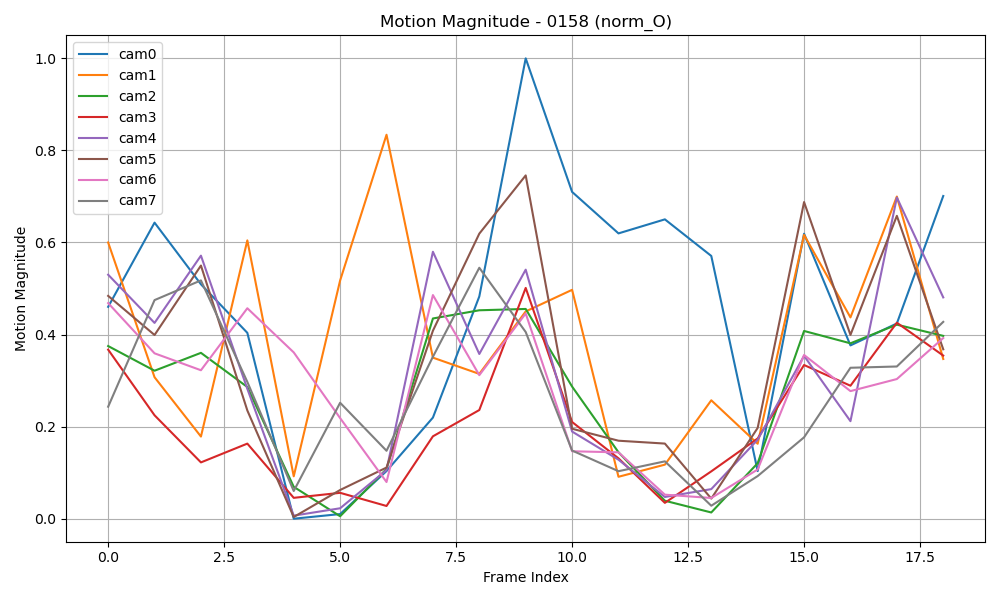 Motion Magnitude - 0158 (norm_O)
cam0
cam1
cam2
cam3
cam4
cam5
cam6
cam7
Motion Magnitude
1.0
0.8
0.6
0.4
0.2
0.0
0.0 2.5 5.0 7.5 10.0 12.5 15.0 17.5
Frame Index